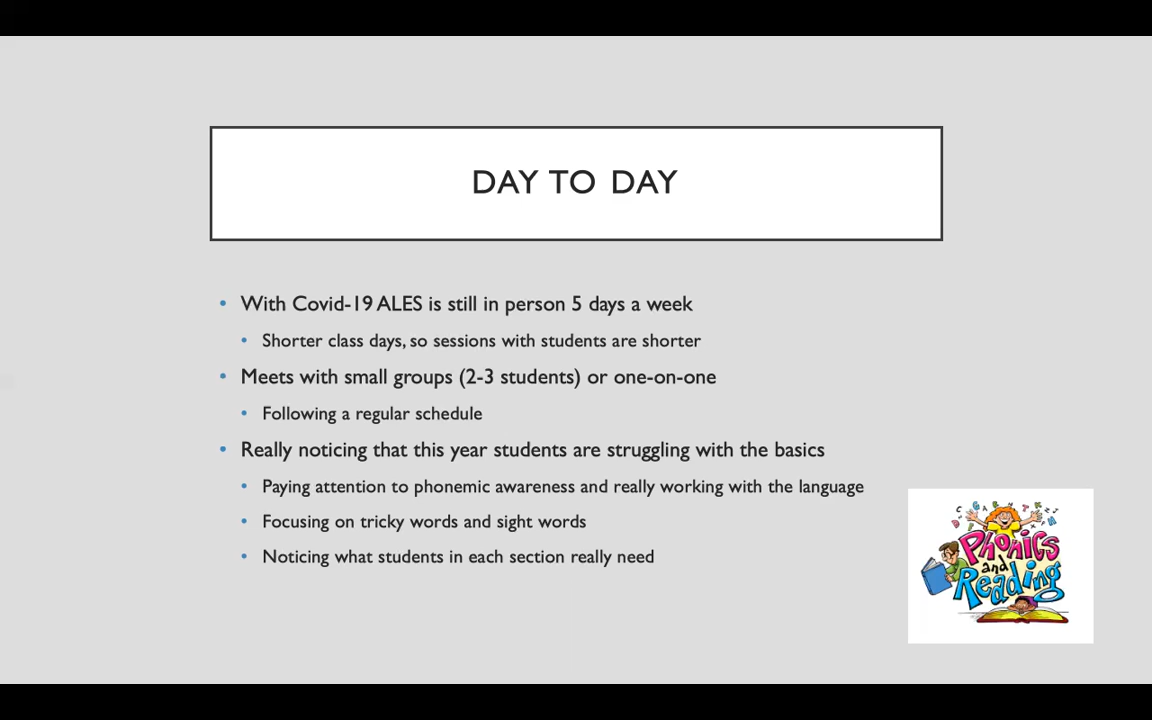 DAY TO DAY
• With Covid-19 ALES is still in person 5 days a week
• Shorter class days, so sessions with students are shorter
• Meets with small groups (2-3 students) or one-on-one
• Following a regular schedule
• Really noticing that this year students are struggling with the basics
• Paying attention to phonemic awareness and really working with the language
• Focusing on tricky words and sight words
• Noticing what students in each section really need
Phonics
and
Reading